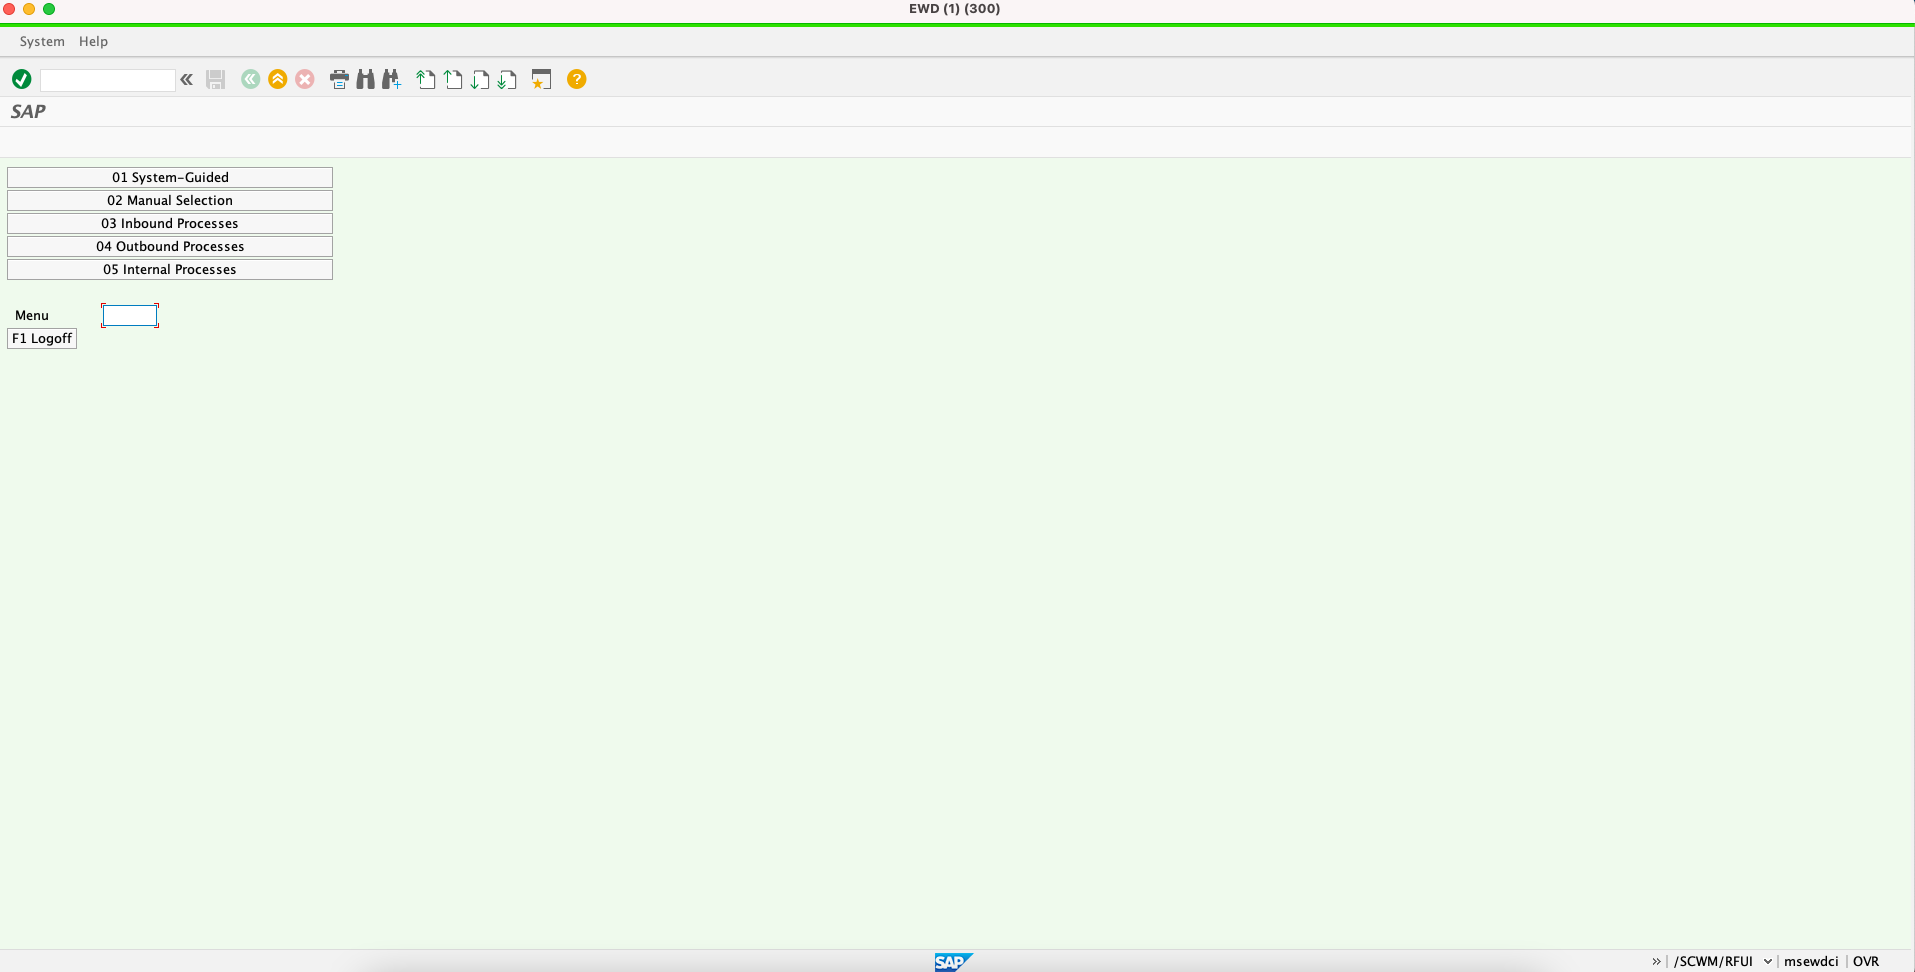 EWD (1) (300)
System Help
SAP
01 System-Guided
02 Manual Selection
03 Inbound Processes
04 Outbound Processes
05 Internal Processes
Menu
F1 Logoff
SAP
» /SCWM/RFUI msewdci OVR